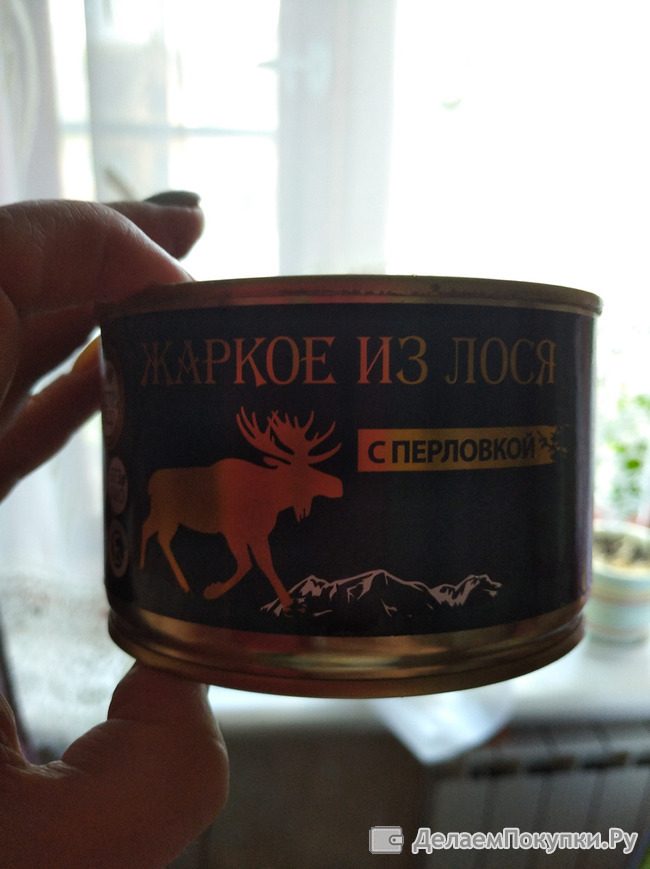 ЖАРКОЕ ИЗ ЛОСЯ
С ПЕРЛОВКОЙ
ДелаемПокупки.Ру